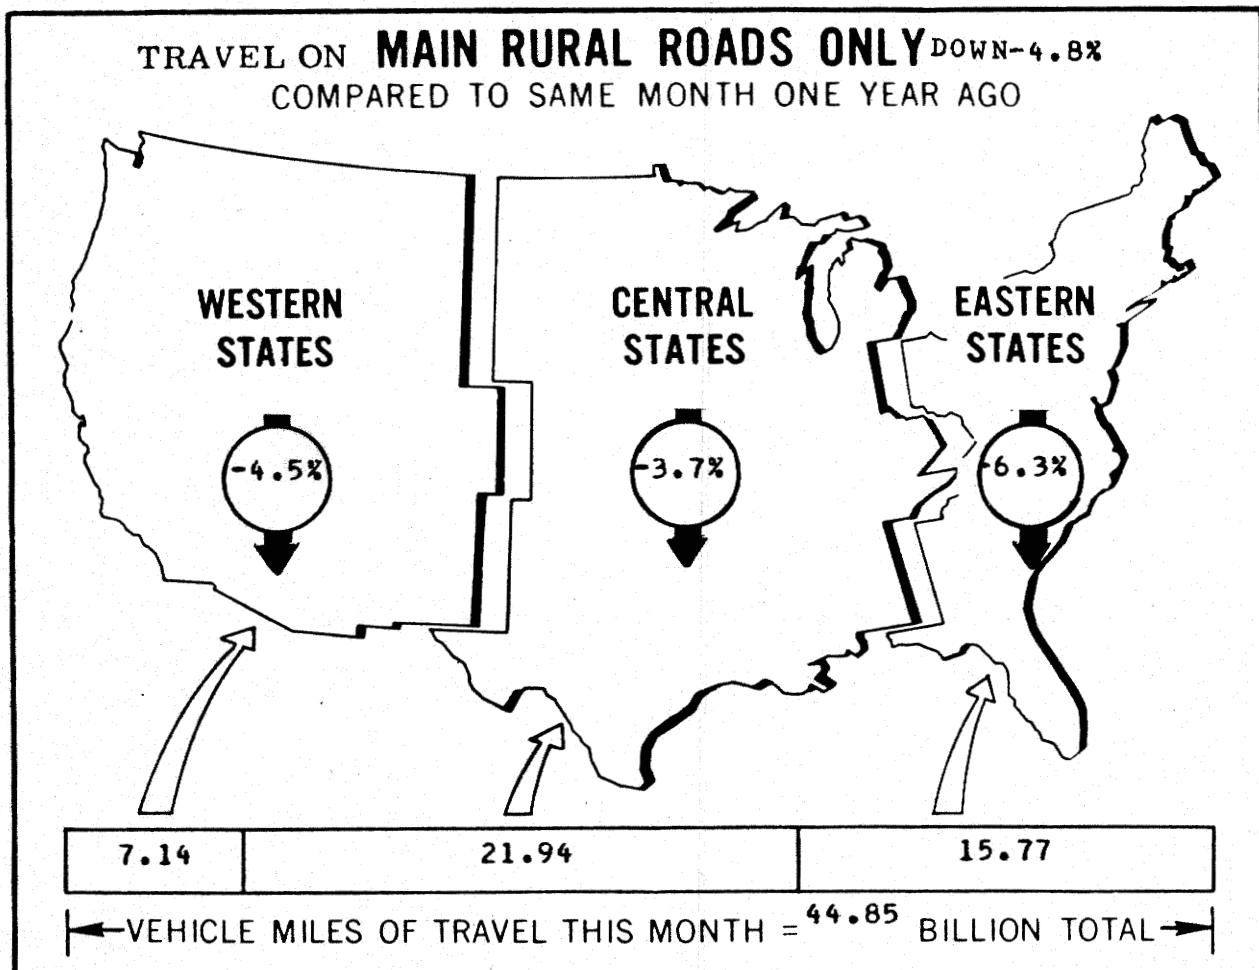 TRAVEL ON MAIN RURAL ROADS ONLY DOWN-4.8%
COMPARED TO SAME MONTH ONE YEAR AGO
WESTERN
STATES
-4.5%
CENTRAL
STATES
-3.7%
EASTERN
STATES
-6.3%
7.14
21.94
15.77
VEHICLE MILES OF TRAVEL THIS MONTH = 44.85 BILLION TOTAL